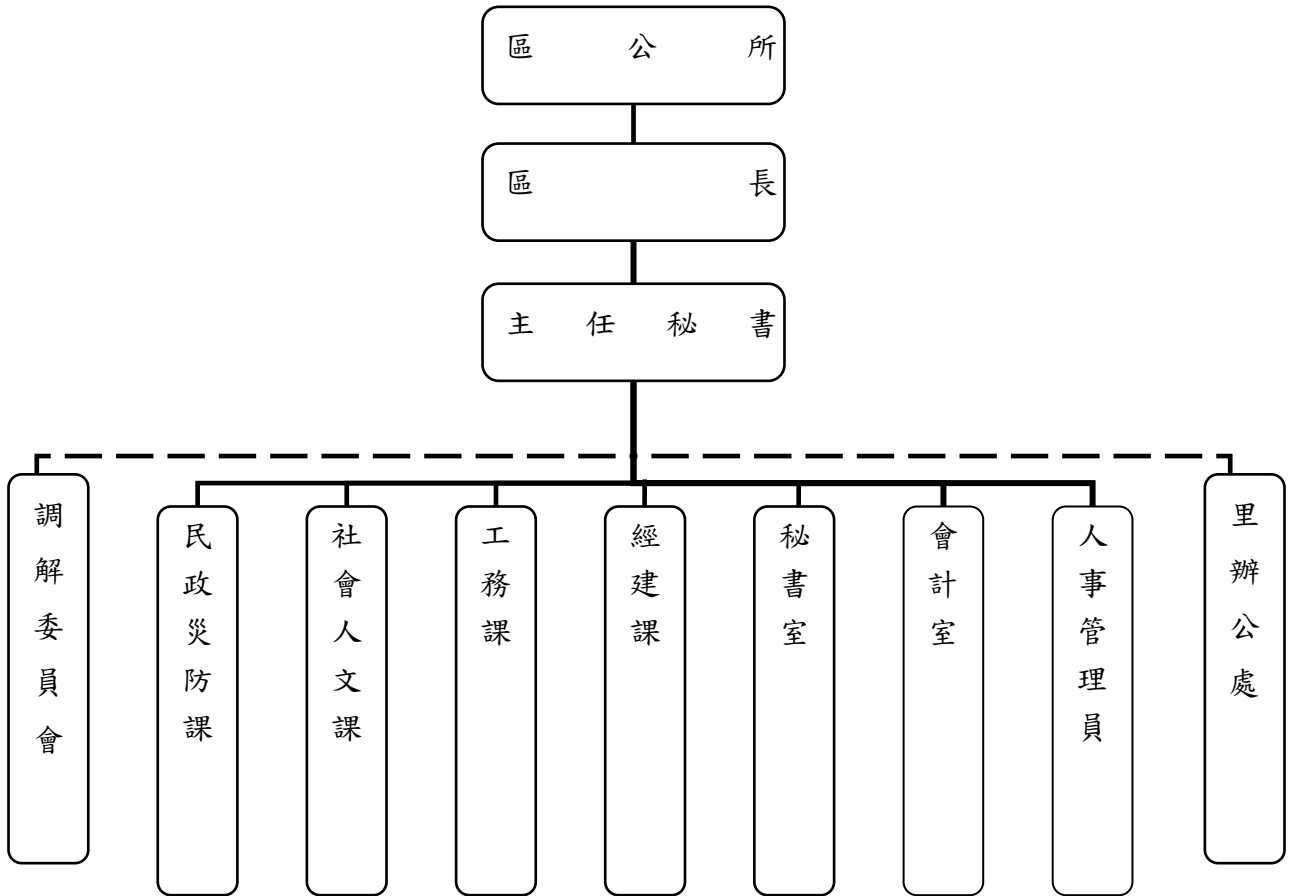 區公所
區長
主任秘書
調解委員會
民政災防課
社會人文課
工務課
經建課
秘書室
會計室
人事管理員
里辦公處